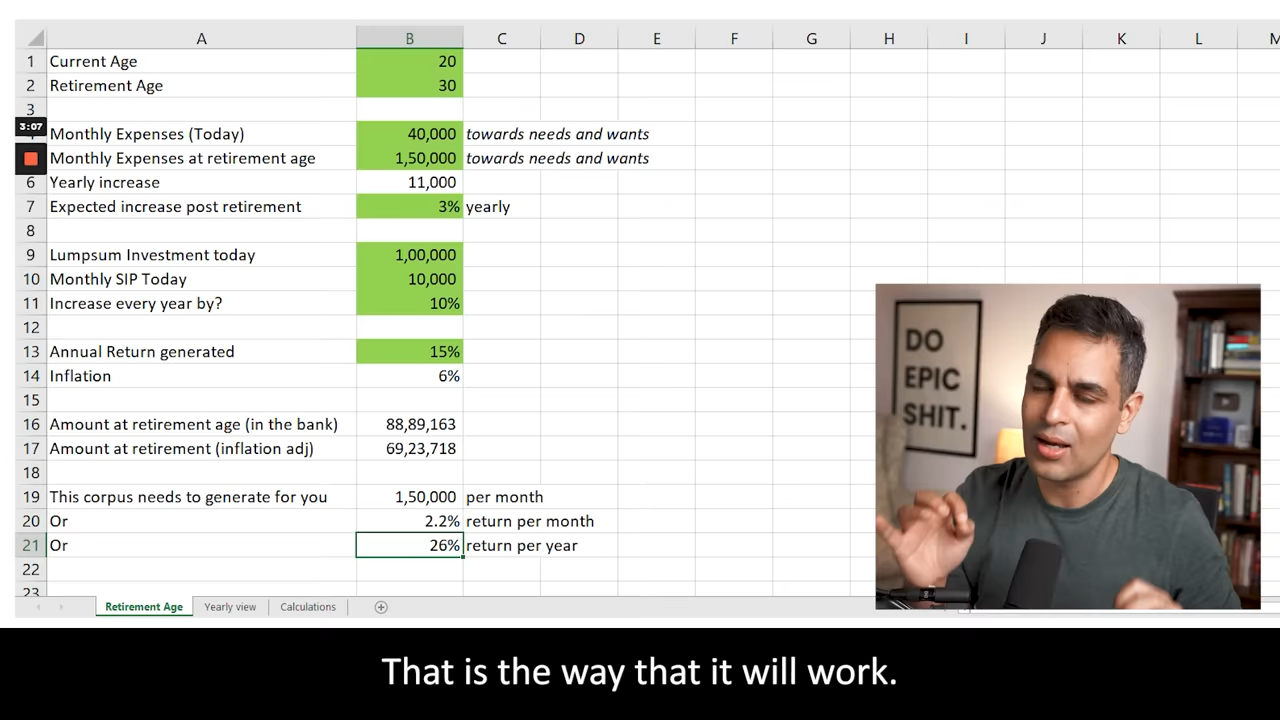 A B C D E F G H I J K L M
1 Current Age 20
2 Retirement Age 30
3
3:07
Monthly Expenses (Today) 40,000 towards needs and wants
Monthly Expenses at retirement age 1,50,000 towards needs and wants
6 Yearly increase 11,000
7 Expected increase post retirement 3% yearly
8
9 Lumpsum Investment today 1,00,000
10 Monthly SIP Today 10,000
11 Increase every year by? 10%
12
13 Annual Return generated 15%
14 Inflation 6%
15
16 Amount at retirement age (in the bank) 88,89,163
17 Amount at retirement (inflation adj) 69,23,718
18
19 This corpus needs to generate for you 1,50,000 per month
20 Or 2.2% return per month
21 Or 26% return per year
22
23
DO
EPIC
SHIT.
Retirement Age Yearly view Calculations
That is the way that it will work.